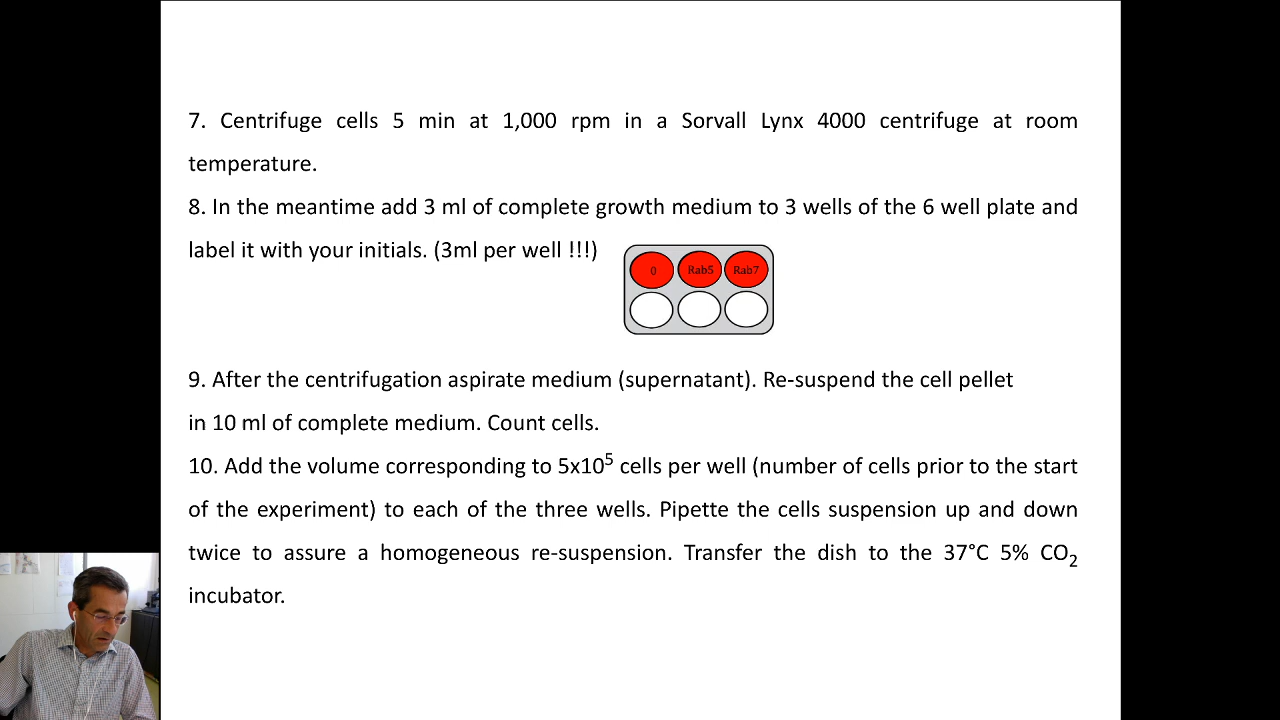 7. Centrifuge cells 5 min at 1,000 rpm in a Sorvall Lynx 4000 centrifuge at room
temperature.
8. In the meantime add 3 ml of complete growth medium to 3 wells of the 6 well plate and
label it with your initials. (3ml per well !!!)
0 Rab5 Rab7
9. After the centrifugation aspirate medium (supernatant). Re-suspend the cell pellet
in 10 ml of complete medium. Count cells.
10. Add the volume corresponding to 5x10⁵ cells per well (number of cells prior to the start
of the experiment) to each of the three wells. Pipette the cells suspension up and down
twice to assure a homogeneous re-suspension. Transfer the dish to the 37°C 5% CO₂
incubator.